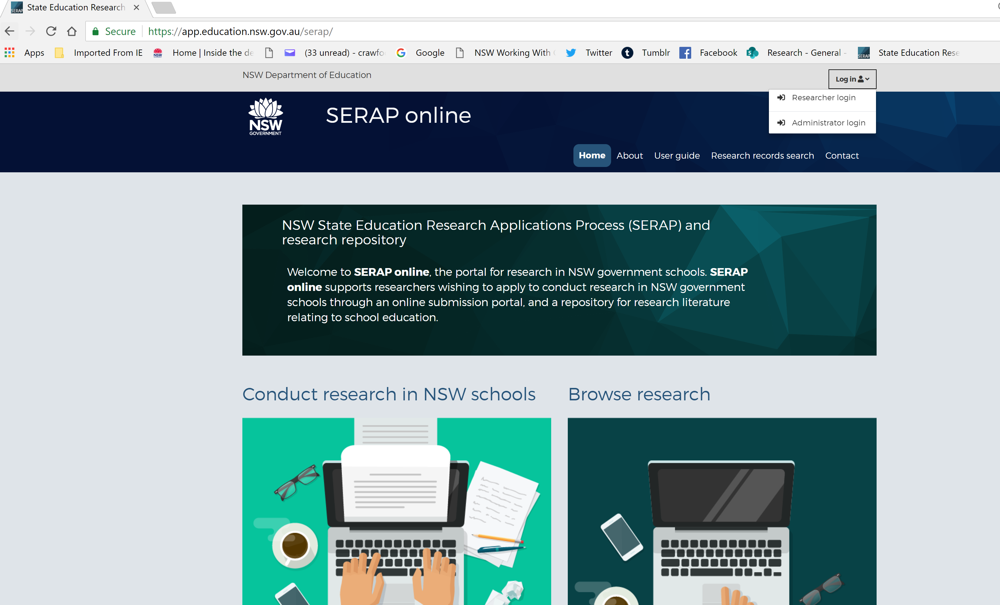 State Education Research
Secure https://app.education.nsw.gov.au/serap/
Apps Imported From IE Home | Inside the (33 unread) - Google NSW Working With Twitter Tumblr Facebook Research - General - State Education
NSW Department of Education
Log in
Researcher login
Administrator login
NSW
GOVERNMENT
SERAP online
Home About User guide Research records search Contact
NSW State Education Research Applications Process (SERAP) and
research repository
Welcome to SERAP online, the portal for research in NSW government schools. SERAP
online supports researchers wishing to apply to conduct research in NSW government
schools through an online submission portal, and a repository for research literature
relating to school education.
Conduct research in NSW schools
Browse research